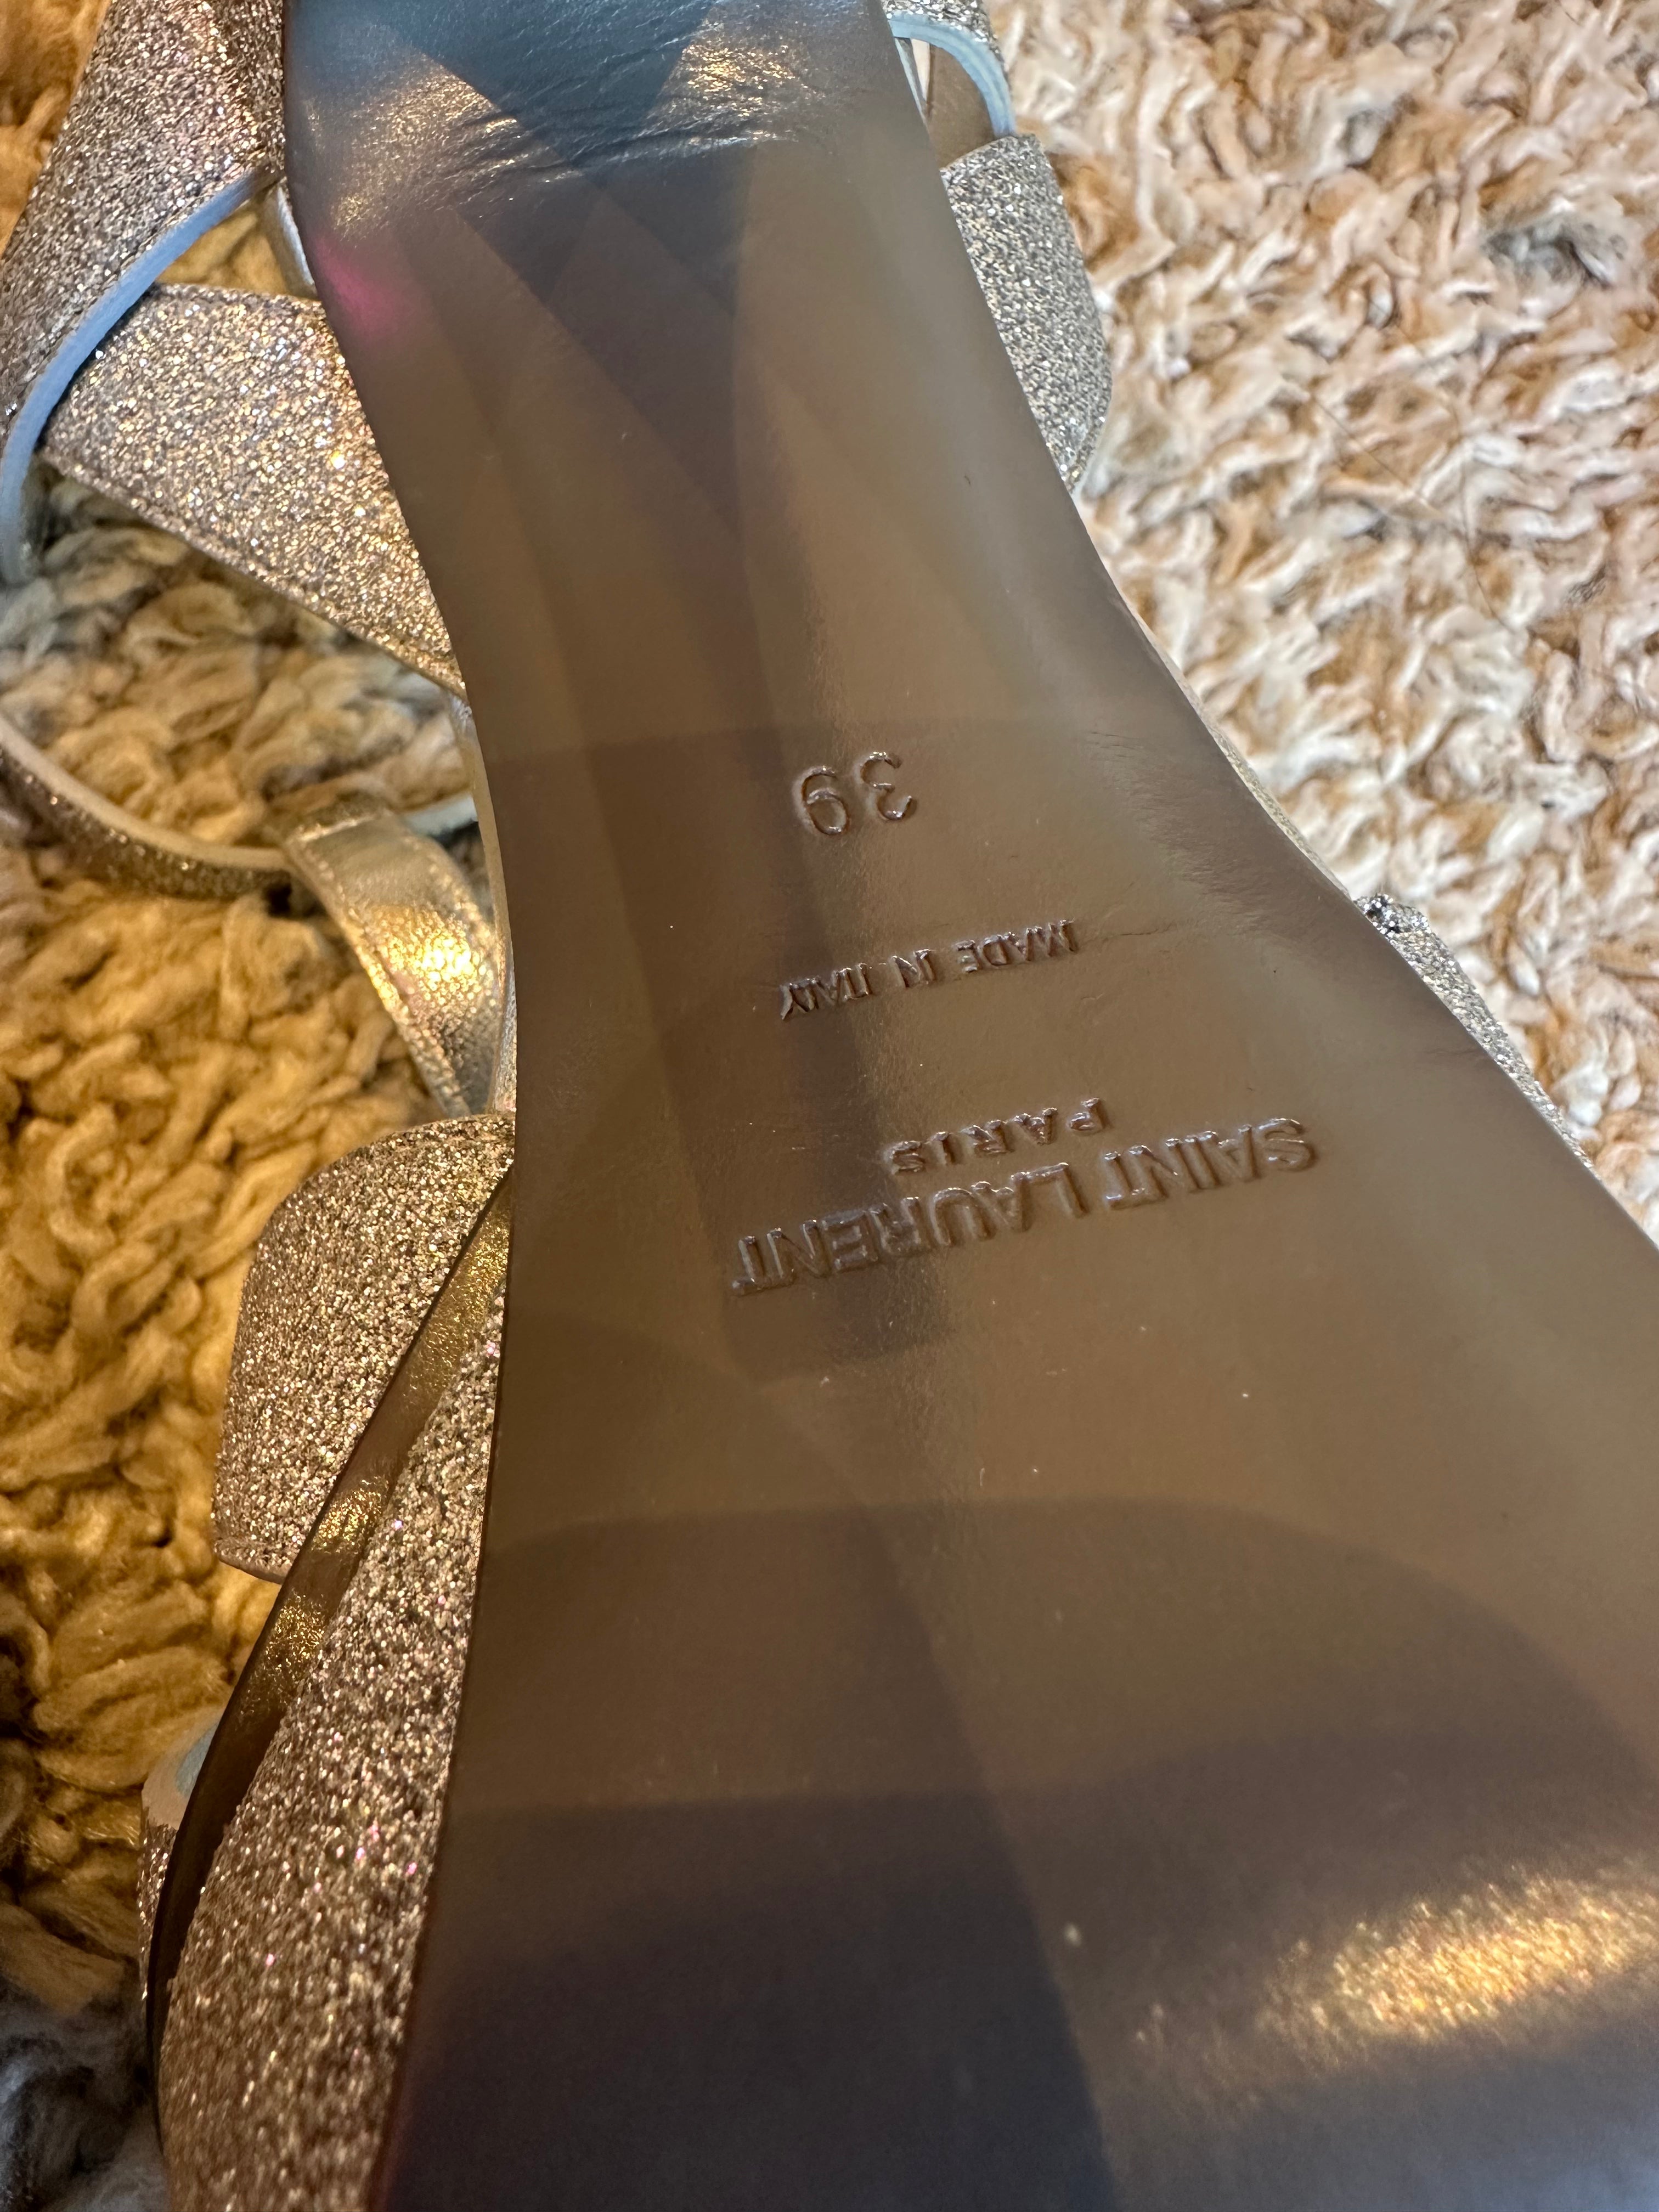 SAINT LAURENT
PARIS
MADE IN ITALY
39